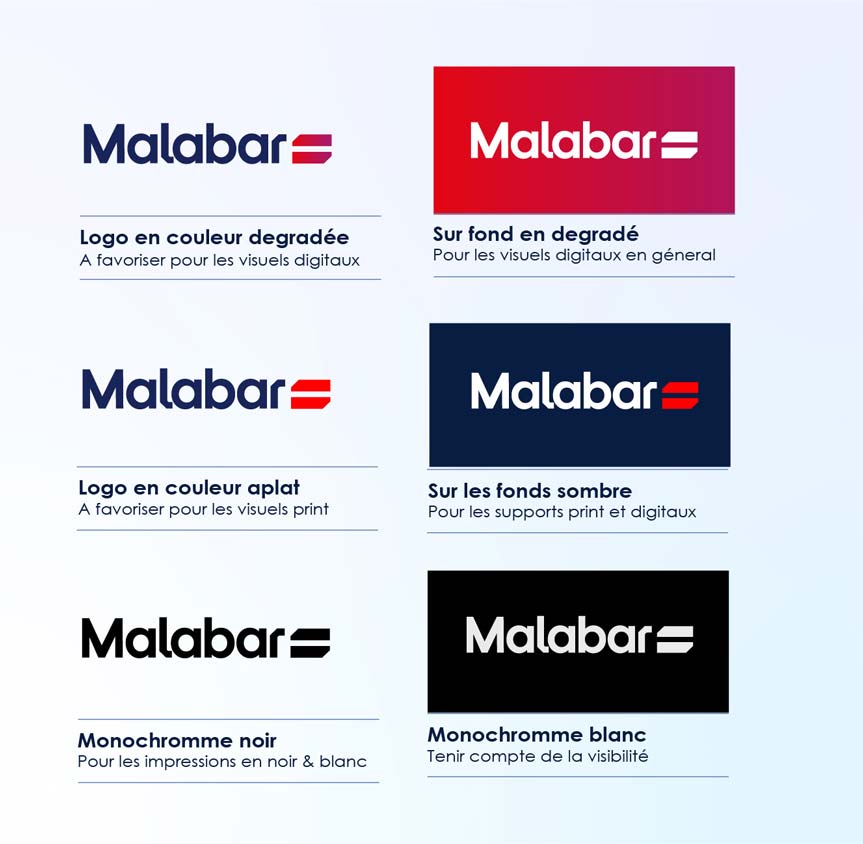 Malabar
Malabar
Logo en couleur degradée
A favoriser pour les visuels digitaux
Sur fond en degradé
Pour les visuels digitaux en géneral
Malabar
Malabar
Logo en couleur aplat
A favoriser pour les visuels print
Sur les fonds sombre
Pour les supports print et digitaux
Malabar
Malabar
Monochromme noir
Pour les impressions en noir & blanc
Monochromme blanc
Tenir compte de la visibilité